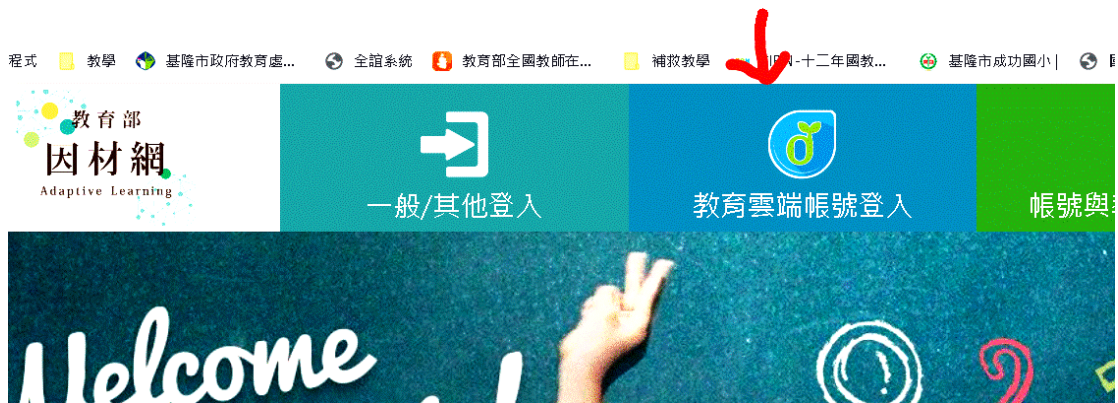 程式 教學 基隆市政府教育處... 全誼系統 教育部全國教師在... 補救教學 -十二年國教... 基隆市成功國小 |
教育部
因材網
Adaptive Learning
一般/其他登入
教育雲端帳號登入
帳號與
Welcome